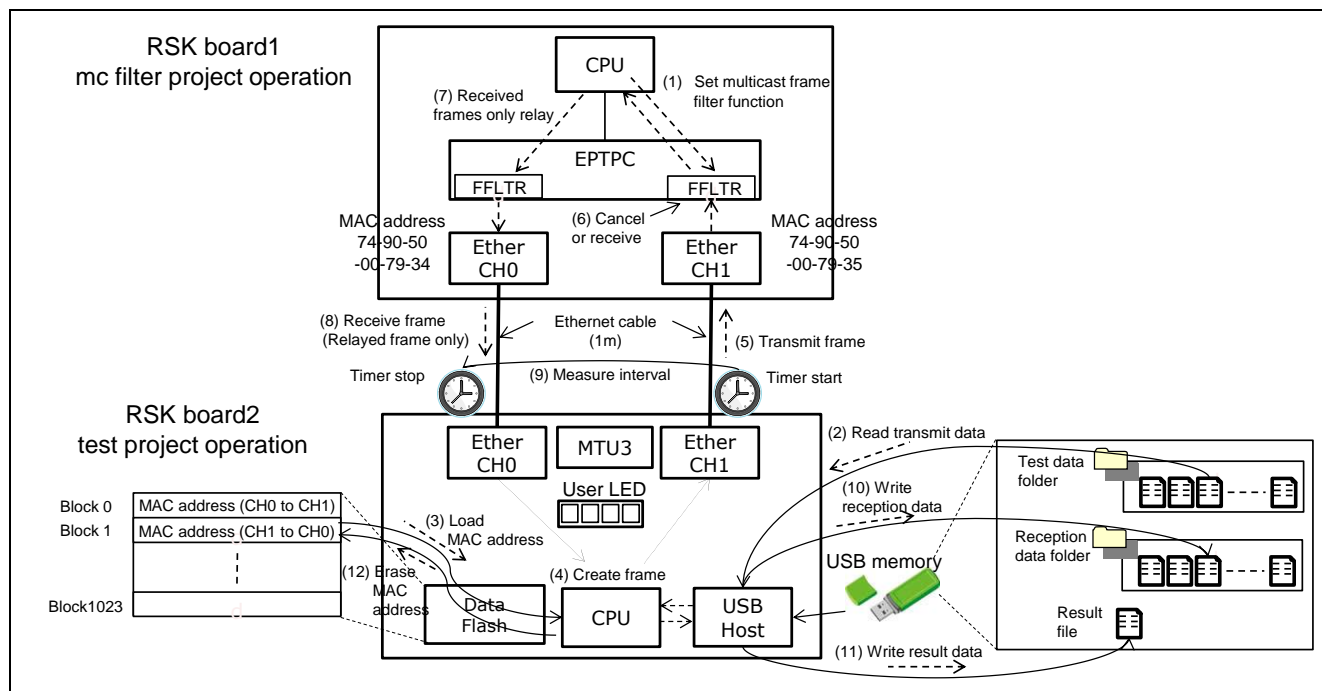 RSK board1
mc filter project operation
CPU
(1) Set multicast frame
filter function
(7) Received
frames only relay
EPTPC
FFLTR
FFLTR
(6) Cancel
or receive
MAC address
74-90-50
-00-79-34
Ether
CH0
Ether
CH1
MAC address
74-90-50
-00-79-35
(8) Receive frame
(Relayed frame only)
Ethernet cable
(1m)
(5) Transmit frame
Timer stop
(9) Measure interval
Timer start
RSK board2
test project operation
Ether
CH0
MTU3
Ether
CH1
User LED
(2) Read transmit data
Test data
folder
(10) Write
reception data
Reception
data folder
Block 0
MAC address (CH0 to CH1)
Block 1
MAC address (CH1 to CH0)
Block1023
(3) Load
MAC address
(12) Erase
MAC
address
(4) Create frame
Data
Flash
CPU
USB
Host
USB memory
Result
file
(11) Write result data